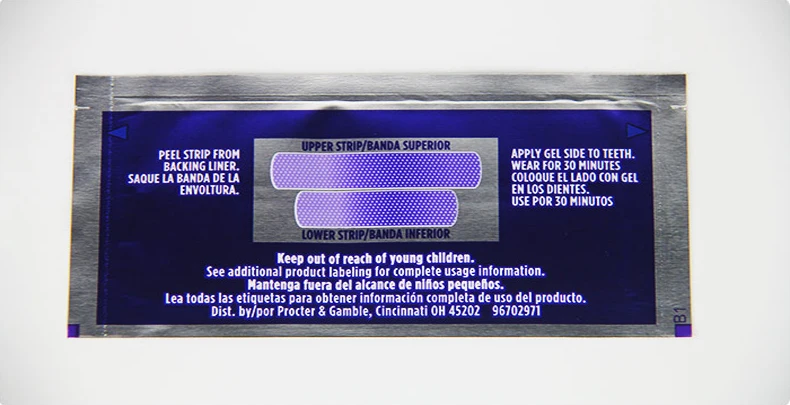 UPPER STRIP/BANDA SUPERIOR
PEEL STRIP FROM
BACKING LINER.
SAQUE LA BANDA DE LA
ENVOLTURA.
APPLY GEL SIDE TO TEETH.
WEAR FOR 30 MINUTES
COLOQUE EL LADO CON GEL
EN LOS DIENTES.
USE POR 30 MINUTOS
LOWER STRIP/BANDA INFERIOR
Keep out of reach of young children.
See additional product labeling for complete usage information.
Mantenga fuera del alcance de niños pequeños.
Lea todas las etiquetas para obtener información completa de uso del producto.
Dist. by/por Procter & Gamble, Cincinnati OH 45202 96702971
B1